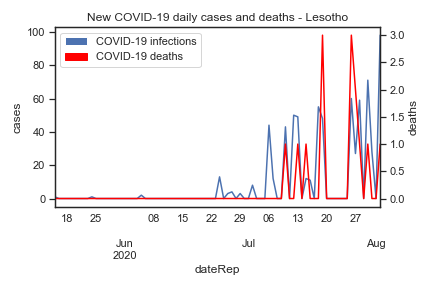 New COVID-19 daily cases and deaths - Lesotho
COVID-19 infections
COVID-19 deaths
100
80
60
40
20
0
cases
3.0
2.5
2.0
1.5
1.0
0.5
0.0
deaths
18 25 08 15 22 29 06 13 20 27
Jun Jul Aug
2020
dateRep